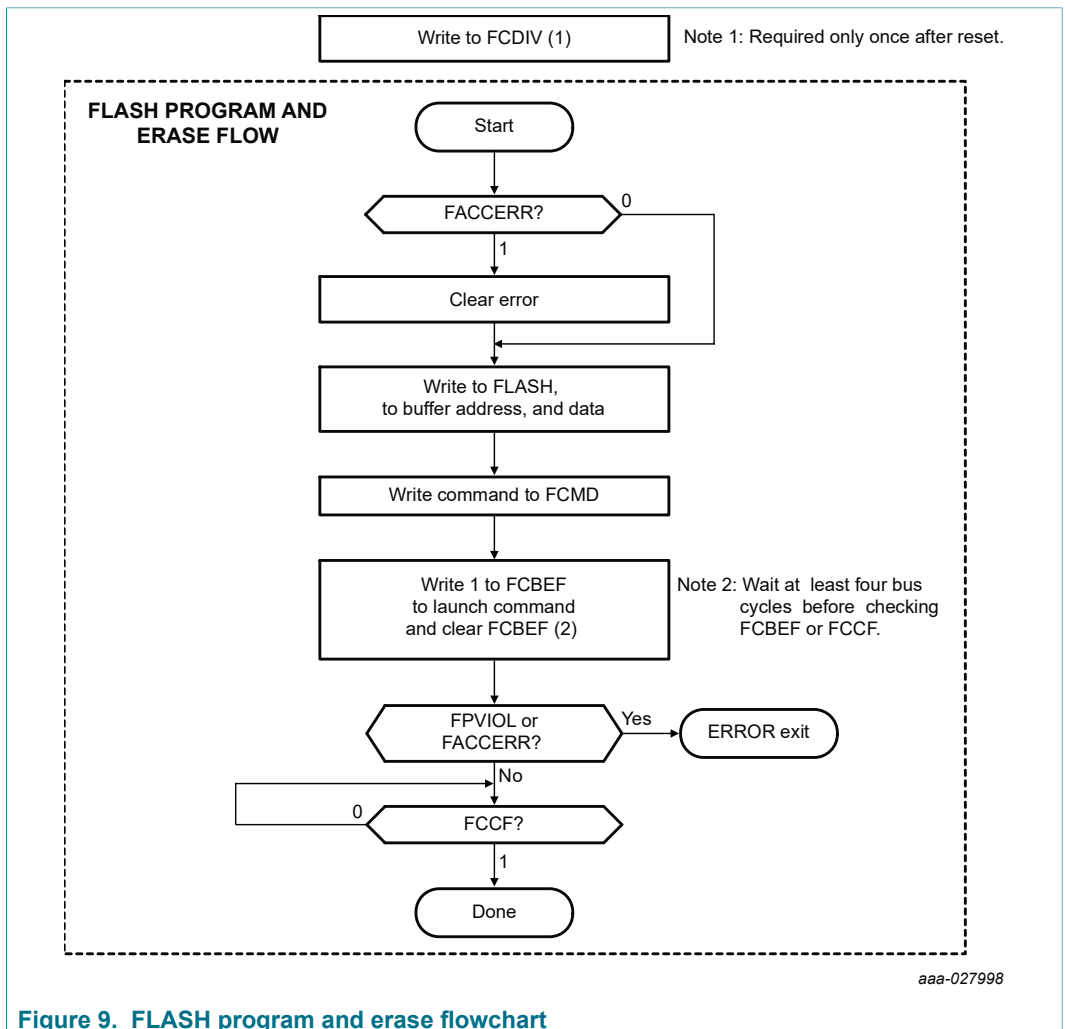 Write to FCDIV (1)
Note 1: Required only once after reset.
FLASH PROGRAM AND
ERASE FLOW
Start
FACCERR?
0
1
Clear error
Write to FLASH,
to buffer address, and data
Write command to FCMD
Write 1 to FCBEF
to launch command
and clear FCBEF (2)
Note 2: Wait at least four bus
cycles before checking
FCBEF or FCCF.
FPVIOL or
FACCERR?
Yes
ERROR exit
No
0
FCCF?
1
Done
aaa-027998
Figure 9. FLASH program and erase flowchart